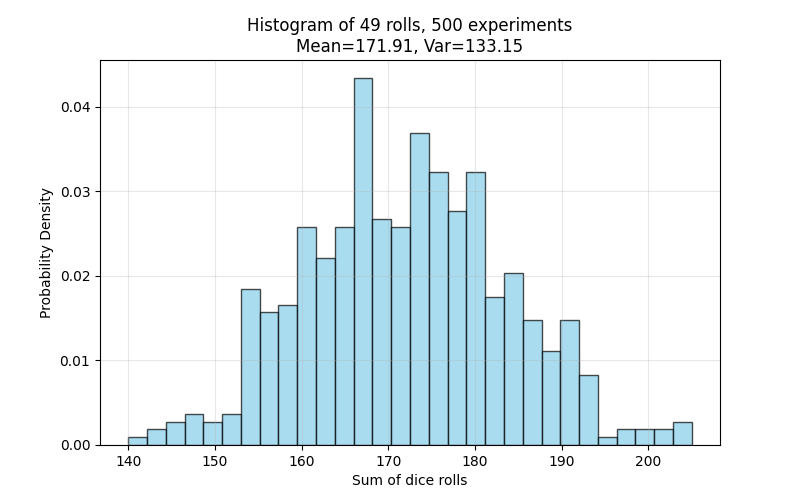 Histogram of 49 rolls, 500 experiments
Mean=171.91, Var=133.15
Probability Density
0.04
0.03
0.02
0.01
0.00
140 150 160 170 180 190 200
Sum of dice rolls